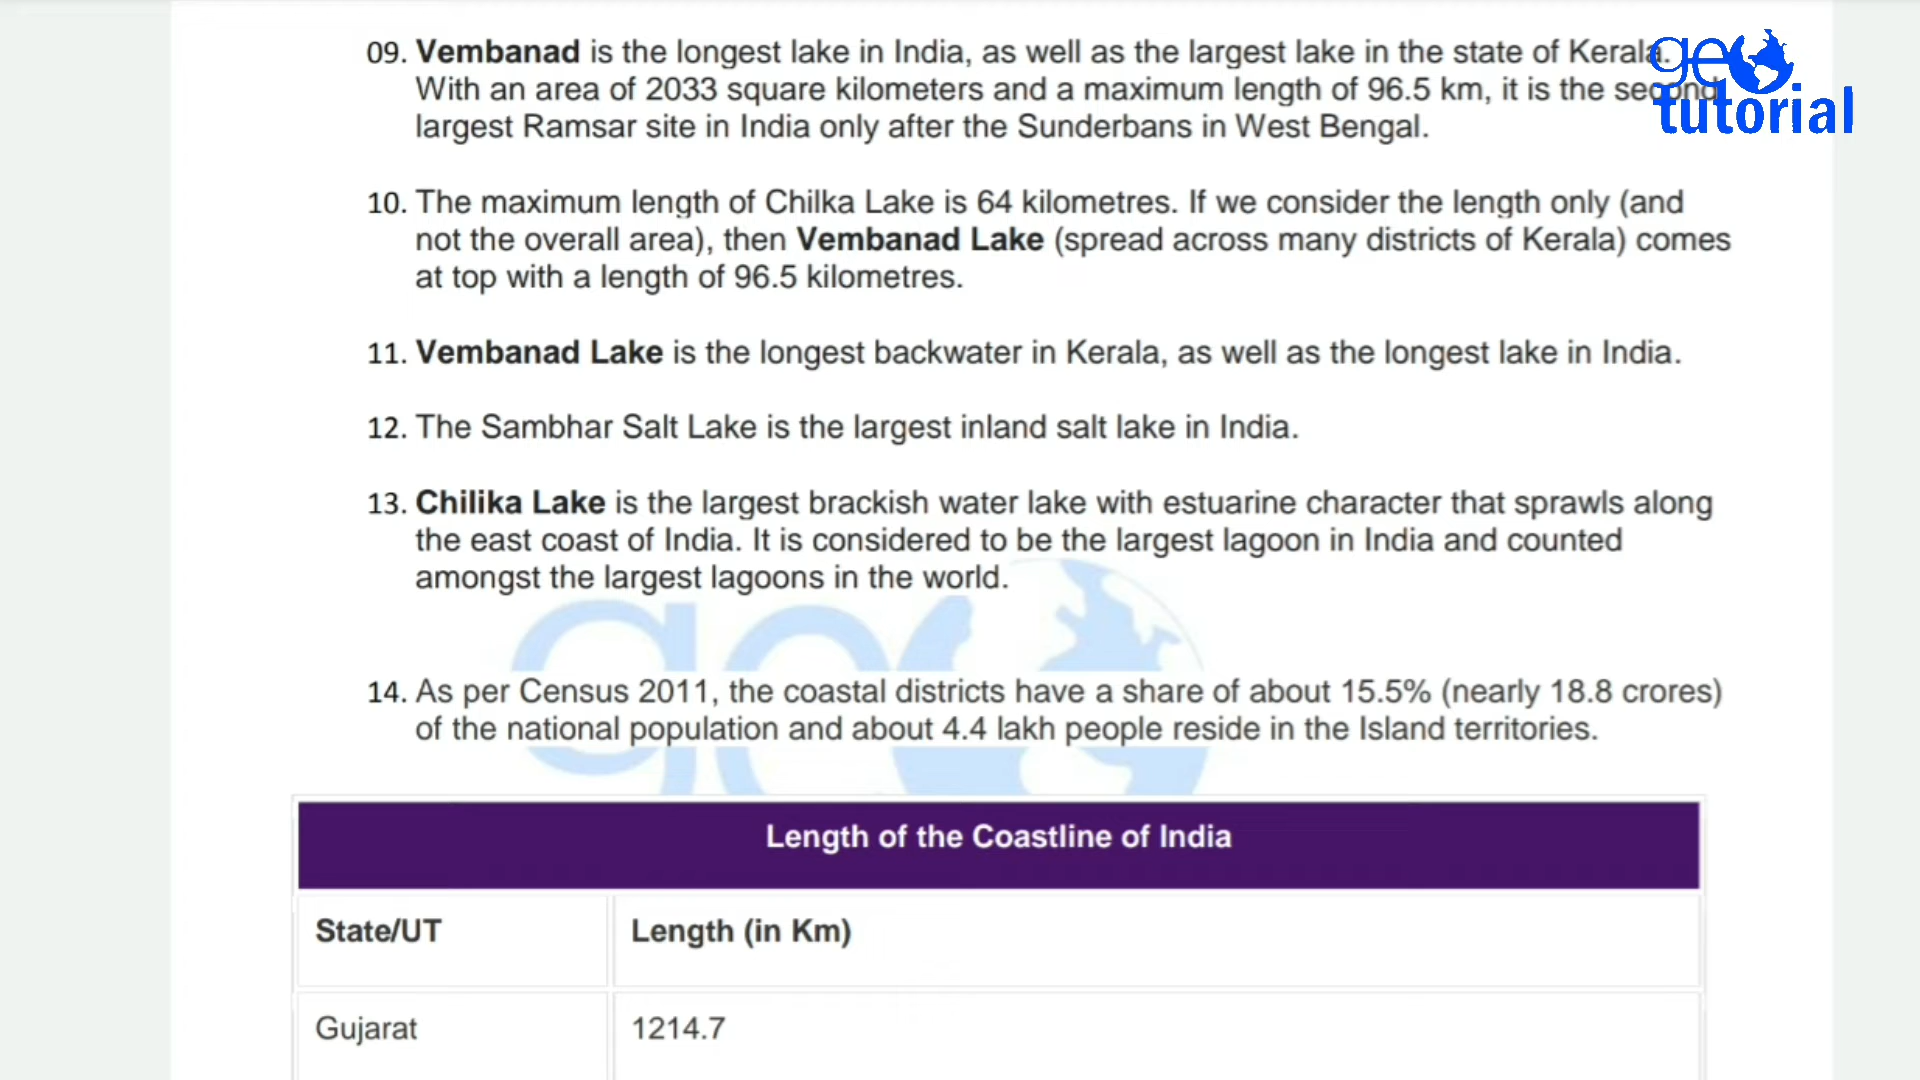 09. Vembanad is the longest lake in India, as well as the largest lake in the state of Kerala.
With an area of 2033 square kilometers and a maximum length of 96.5 km, it is the second
largest Ramsar site in India only after the Sunderbans in West Bengal.
geo
tutorial
10. The maximum length of Chilka Lake is 64 kilometres. If we consider the length only (and
not the overall area), then Vembanad Lake (spread across many districts of Kerala) comes
at top with a length of 96.5 kilometres.
11. Vembanad Lake is the longest backwater in Kerala, as well as the longest lake in India.
12. The Sambhar Salt Lake is the largest inland salt lake in India.
13. Chilika Lake is the largest brackish water lake with estuarine character that sprawls along
the east coast of India. It is considered to be the largest lagoon in India and counted
amongst the largest lagoons in the world.
geo
14. As per Census 2011, the coastal districts have a share of about 15.5% (nearly 18.8 crores)
of the national population and about 4.4 lakh people reside in the Island territories.
Length of the Coastline of India
State/UT Length (in Km)
Gujarat 1214.7